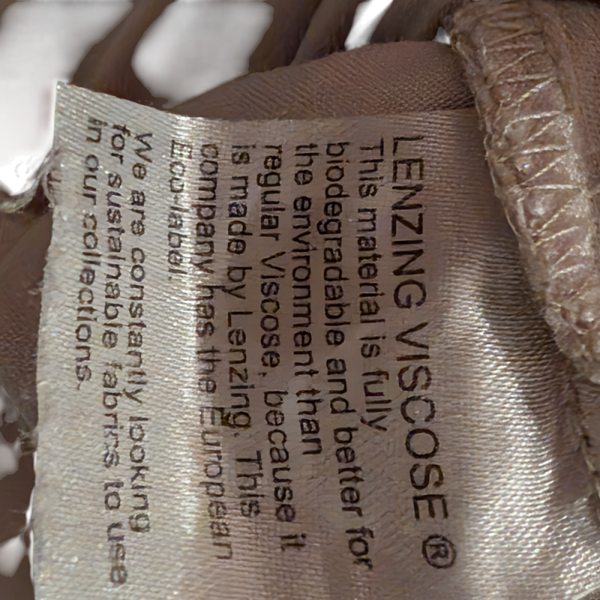 LENZING VISCOSE ®
This material is fully
biodegradable and better for
the environment than
regular Viscose, because it
is made by Lenzing. This
company has the European
Eco-label.
We are constantly looking
for sustainable fabrics to use
in our collections.